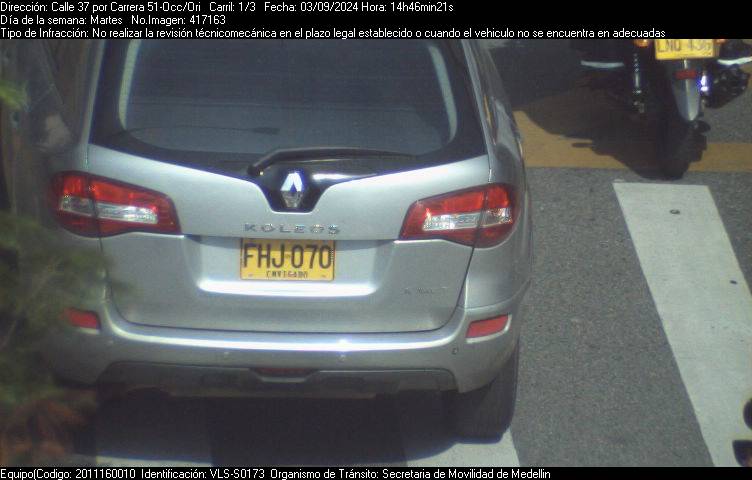 Dirección: Calle 37 por Carrera 51-Occ/Ori Carril: 1/3 Fecha: 03/09/2024 Hora: 14h46min21s
Día de la semana: Martes No.Imagen: 417163
Tipo de Infracción: No realizar la revisión técnicomecánica en el plazo legal establecido o cuando el vehiculo no se encuentra en adecuadas
LNQ 43G
KOLEOS
FHJ 070
ENVIGADO
Equipo(Codigo: 2011160010 Identificación: VLS-S0173 Organismo de Tránsito: Secretaria de Movilidad de Medellin